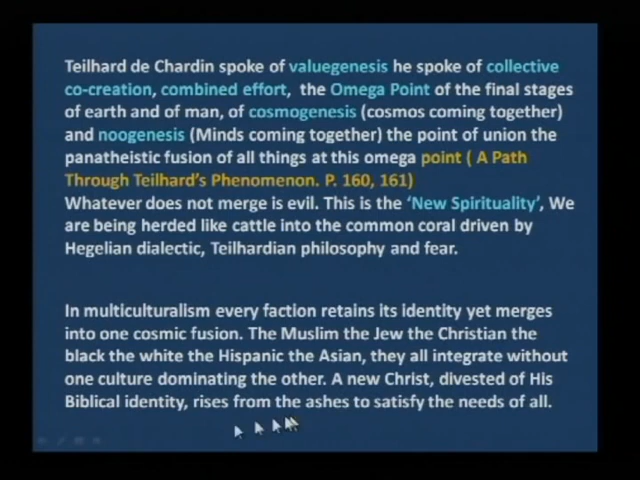 Teilhard de Chardin spoke of valuegenesis he spoke of collective
co-creation, combined effort, the Omega Point of the final stages
of earth and of man, of cosmogenesis (cosmos coming together)
and noogenesis (Minds coming together) the point of union the
panatheistic fusion of all things at this omega point ( A Path
Through Teilhard's Phenomenon. P. 160, 161)
Whatever does not merge is evil. This is the 'New Spirituality', We
are being herded like cattle into the common coral driven by
Hegelian dialectic, Teilhardian philosophy and fear.
In multiculturalism every faction retains its identity yet merges
into one cosmic fusion. The Muslim the Jew the Christian the
black the white the Hispanic the Asian, they all integrate without
one culture dominating the other. A new Christ, divested of His
Biblical identity, rises from the ashes to satisfy the needs of all.